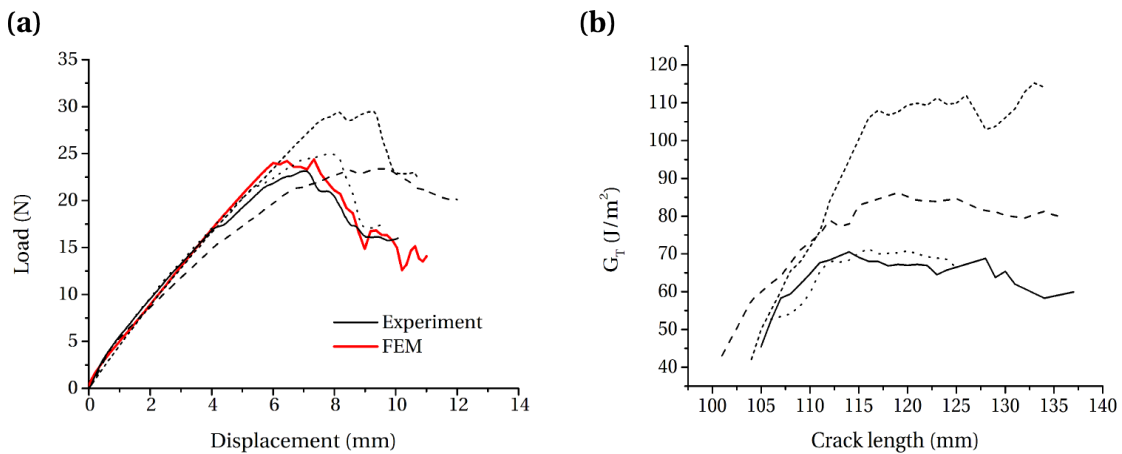 (a)
35
30
25
20
15
10
5
0
Load (N)
0 2 4 6 8 10 12 14
Displacement (mm)
Experiment
FEM
(b)
120
110
100
90
80
70
60
50
40
G_T (J/m²)
100 105 110 115 120 125 130 135 140
Crack length (mm)